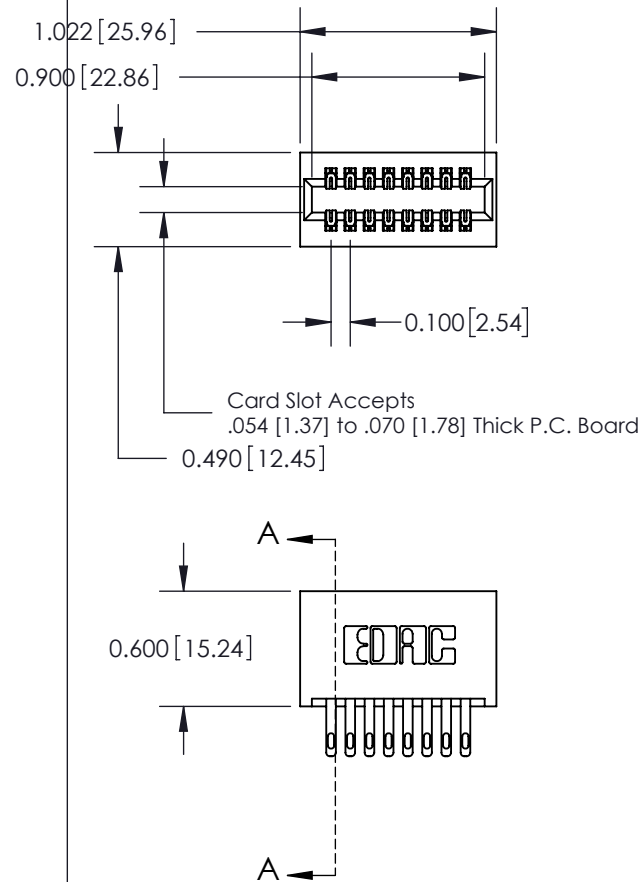 1.022 [25.96]
0.900 [22.86]
0.100 [2.54]
Card Slot Accepts
.054 [1.37] to .070 [1.78] Thick P.C. Board
0.490 [12.45]
A
0.600 [15.24]
EDAC
A